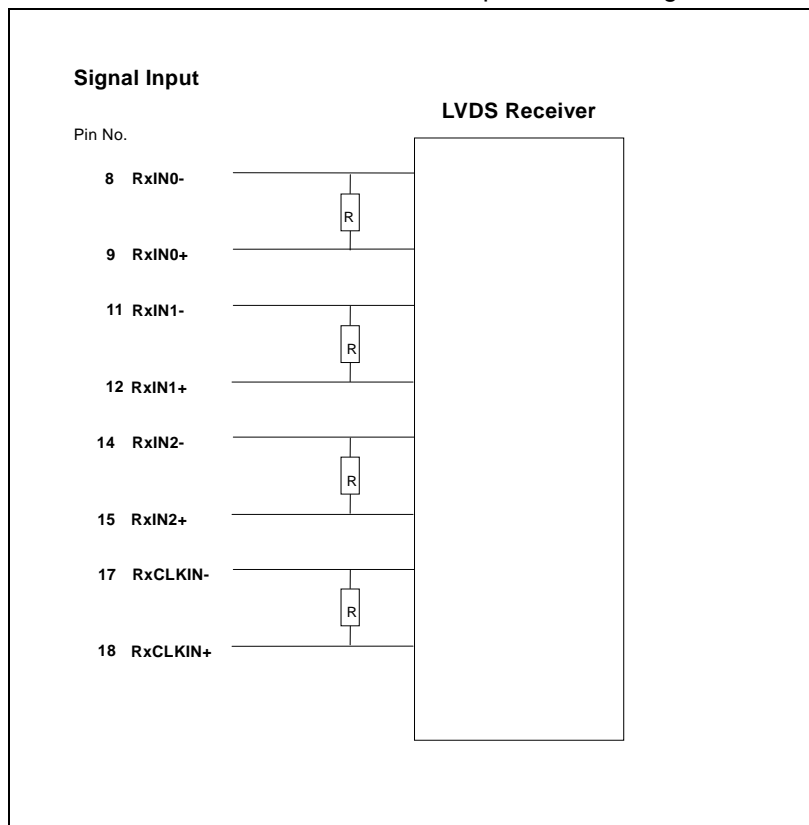 Signal Input
LVDS Receiver
Pin No.
8 RxIN0-
R
9 RxIN0+
11 RxIN1-
R
12 RxIN1+
14 RxIN2-
R
15 RxIN2+
17 RxCLKIN-
R
18 RxCLKIN+